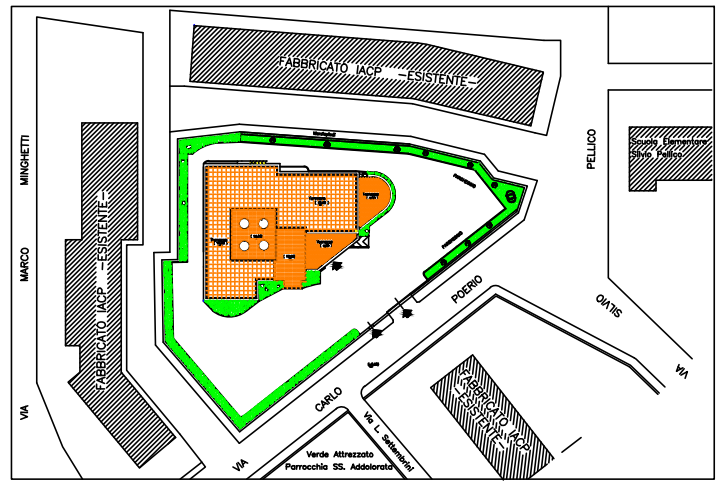 FABBRICATO IACP —ESISTENTE—
MINGHETTI
MARCO
VIA
FABBRICATO IACP —ESISTENTE—
PELLICO
SILVIO
VIA
Scuola Elementare
Silvio Pellico
POERIO
CARLO
VIA
Via L. Settembrini
FABBRICATO IACP
—ESISTENTE—
Verde Attrezzato
Parrocchia SS. Addolorata